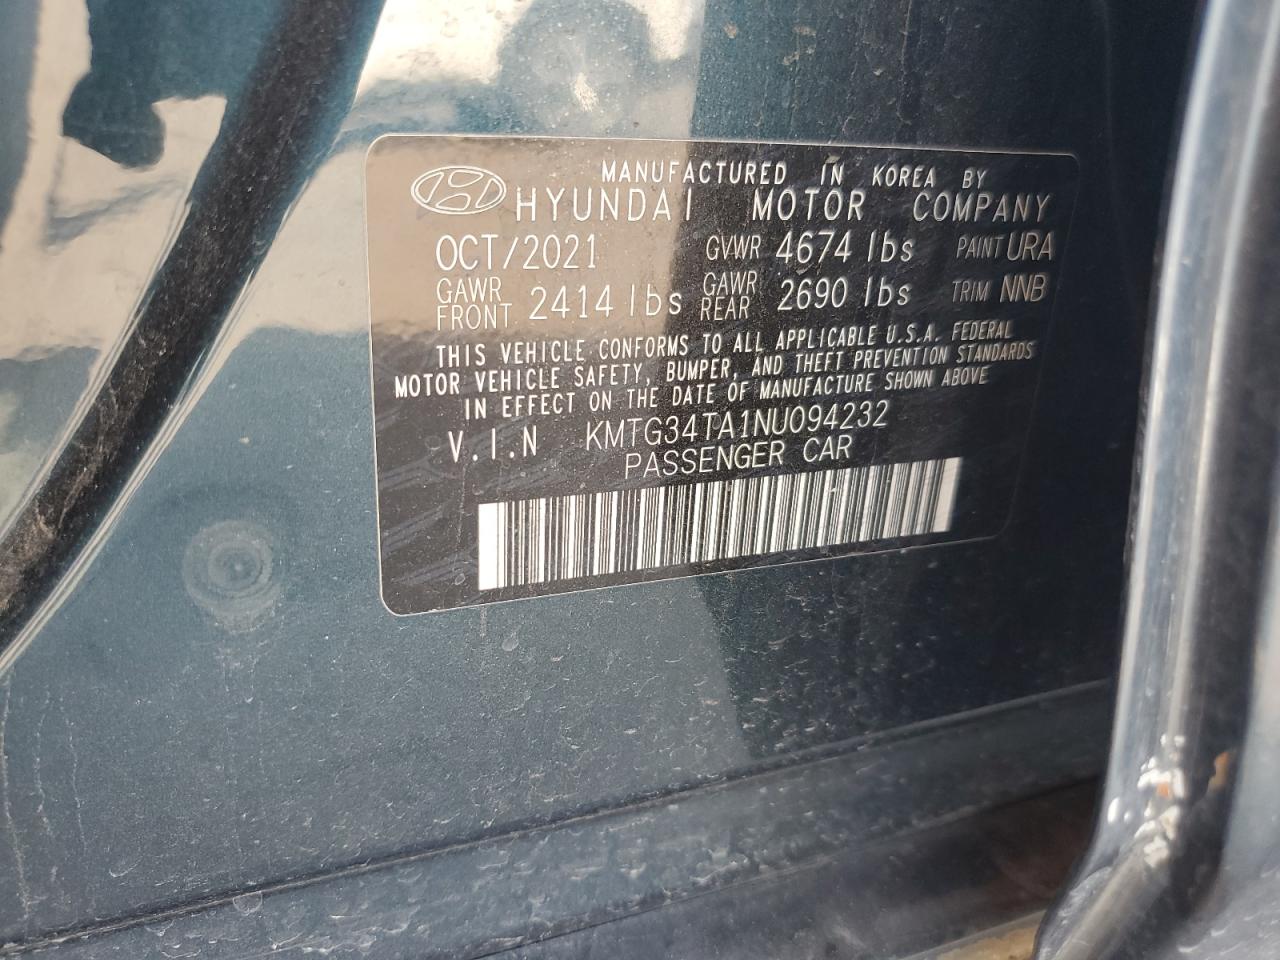 MANUFACTURED IN KOREA BY
HYUNDAI MOTOR COMPANY
OCT/2021 GVWR 4674 lbs PAINT URA
GAWR FRONT 2414 lbs GAWR REAR 2690 lbs TRIM NNB
THIS VEHICLE CONFORMS TO ALL APPLICABLE U.S.A. FEDERAL
MOTOR VEHICLE SAFETY, BUMPER, AND THEFT PREVENTION STANDARDS
IN EFFECT ON THE DATE OF MANUFACTURE SHOWN ABOVE
V.I.N KMTG34TA1NU094232
PASSENGER CAR